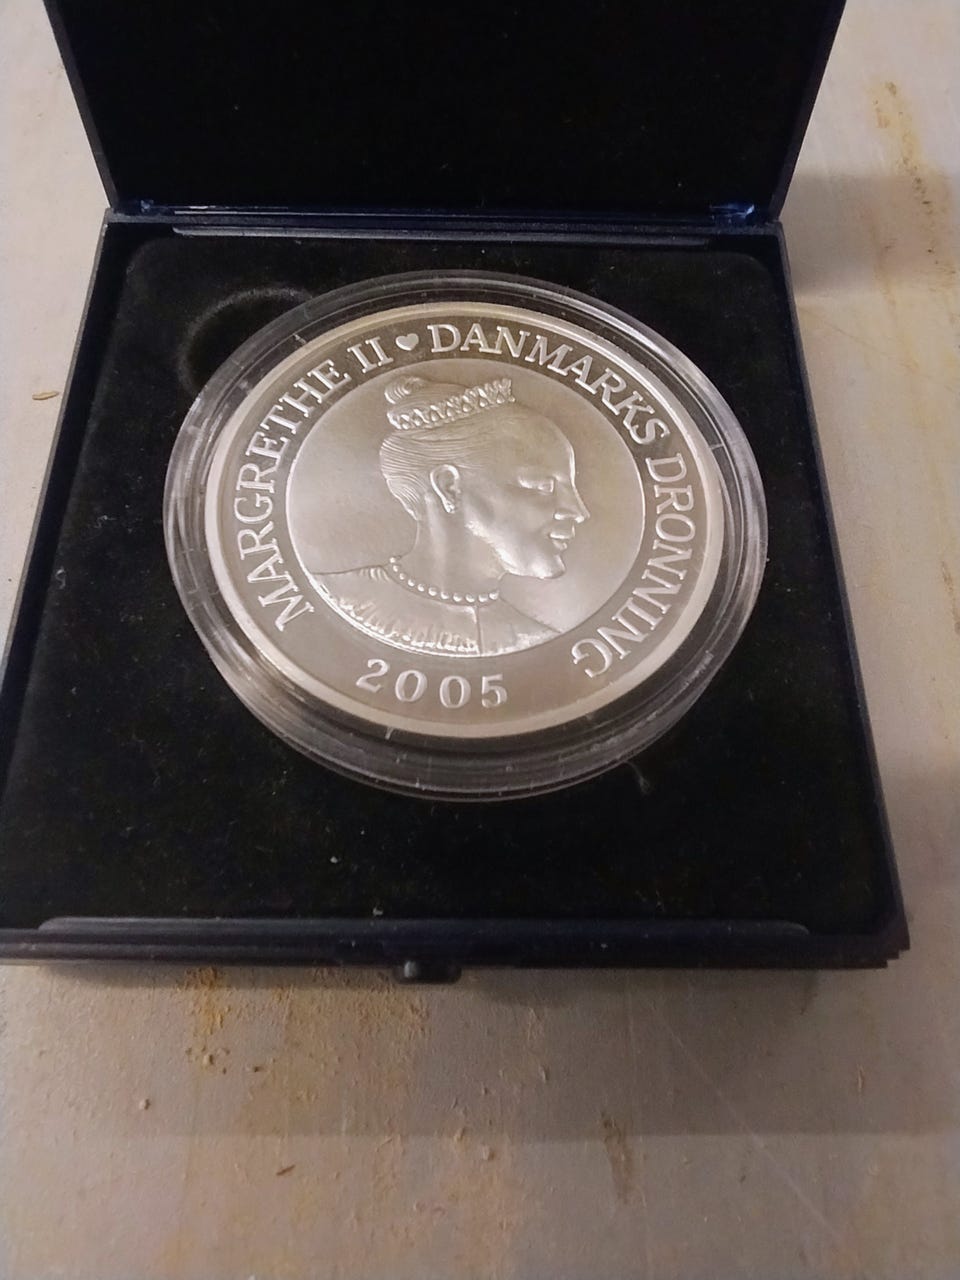 MARGRETHE II ♥ DANMARKS DRONNING
2005